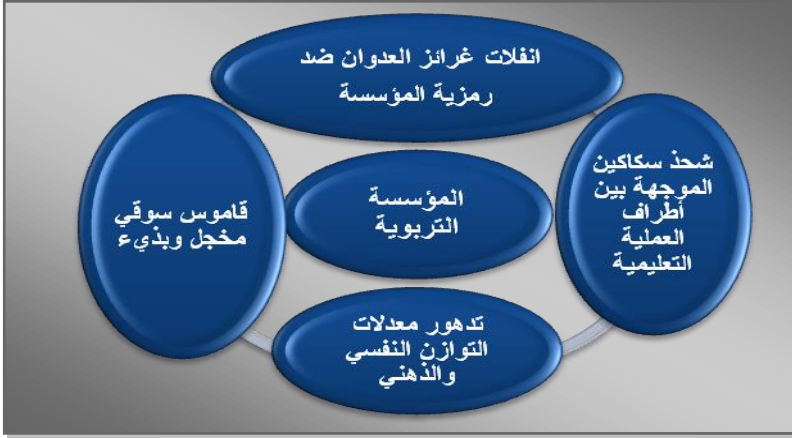 انفلات غرائز العدوان ضد
رمزية المؤسسة
شحذ سكاكين
الموجهة بين
أطراف
العملية
التعليمية
المؤسسة
التربوية
قاموس سوقي
مخجل وبذيء
تدهور معدلات
التوازن النفسي
والذهني